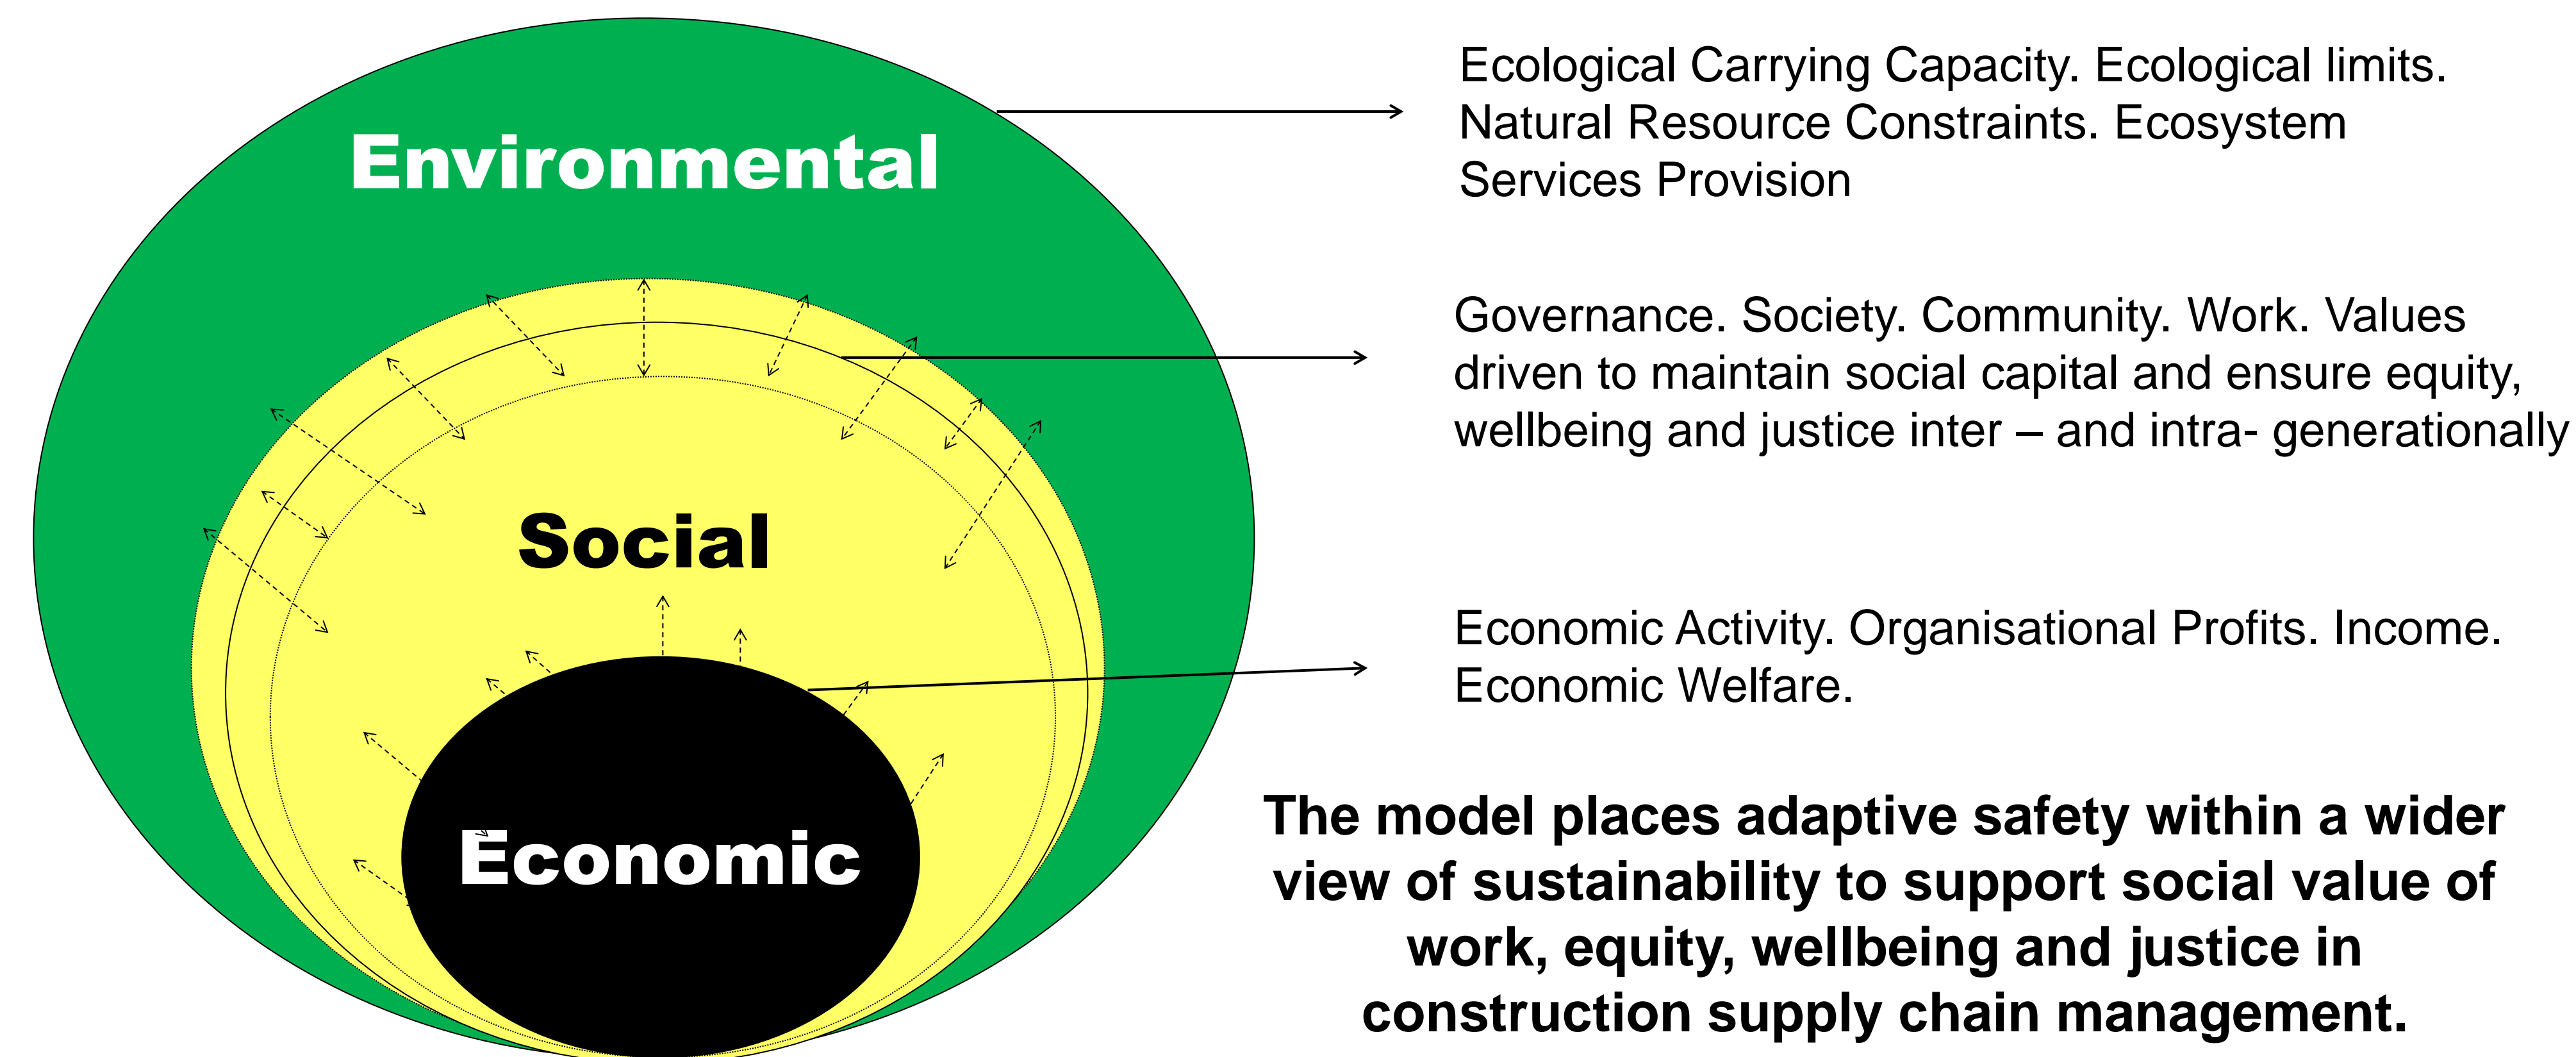 Environmental
Ecological Carrying Capacity. Ecological limits.
Natural Resource Constraints. Ecosystem
Services Provision
Governance. Society. Community. Work. Values
driven to maintain social capital and ensure equity,
wellbeing and justice inter – and intra- generationally
Social
Economic Activity. Organisational Profits. Income.
Economic Welfare.
Economic
The model places adaptive safety within a wider
view of sustainability to support social value of
work, equity, wellbeing and justice in
construction supply chain management.